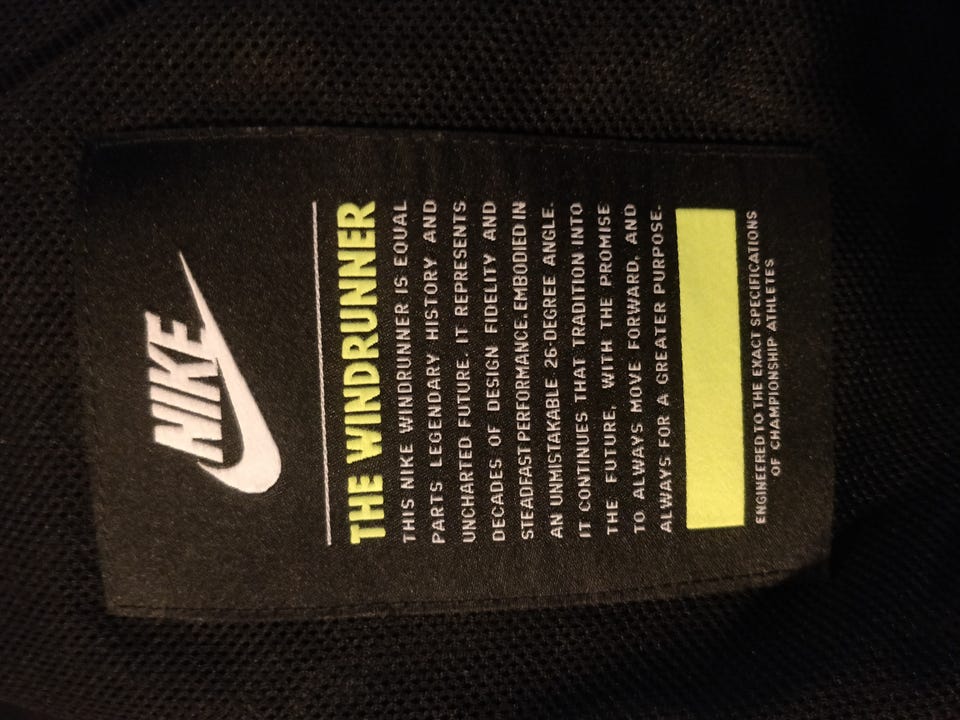 NIKE
THE WINDRUNNER
THIS NIKE WINDRUNNER IS EQUAL
PARTS LEGENDARY HISTORY AND
UNCHARTED FUTURE. IT REPRESENTS
DECADES OF DESIGN FIDELITY AND
STEADFAST PERFORMANCE. EMBODIED IN
AN UNMISTAKABLE 26-DEGREE ANGLE.
IT CONTINUES THAT TRADITION INTO
THE FUTURE, WITH THE PROMISE
TO ALWAYS MOVE FORWARD, AND
ALWAYS FOR A GREATER PURPOSE.
ENGINEERED TO THE EXACT SPECIFICATIONS
OF CHAMPIONSHIP ATHLETES